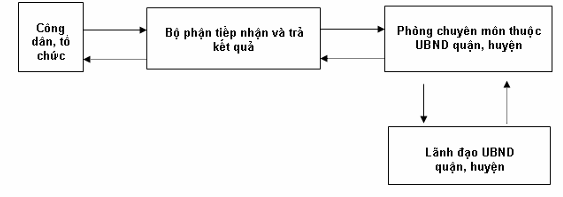 Công
dân, tổ
chức
Bộ phận tiếp nhận và trả
kết quả
Phòng chuyên môn thuộc
UBND quận, huyện
Lãnh đạo UBND
quận, huyện